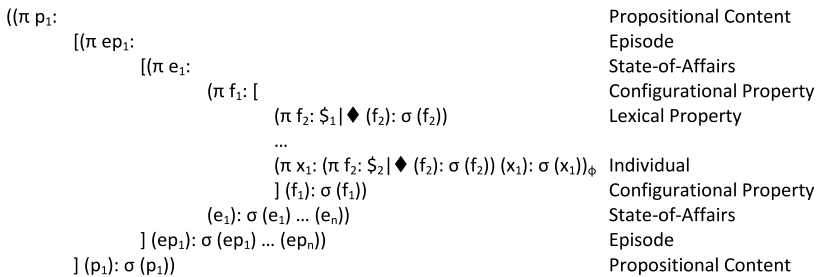 ((π p₁: Propositional Content
[(π ep₁: Episode
[(π e₁: State-of-Affairs
(π f₁: [ Configurational Property
(π f₂: $₁|♦ (f₂): σ (f₂)) Lexical Property
...
(π x₁: (π f₂: $₂|♦ (f₂): σ (f₂)) (x₁): σ (x₁))ᵩ Individual
] (f₁): σ (f₁)) Configurational Property
(e₁): σ (e₁) ... (eₙ)) State-of-Affairs
] (ep₁): σ (ep₁) ... (epₙ)) Episode
] (p₁): σ (p₁)) Propositional Content